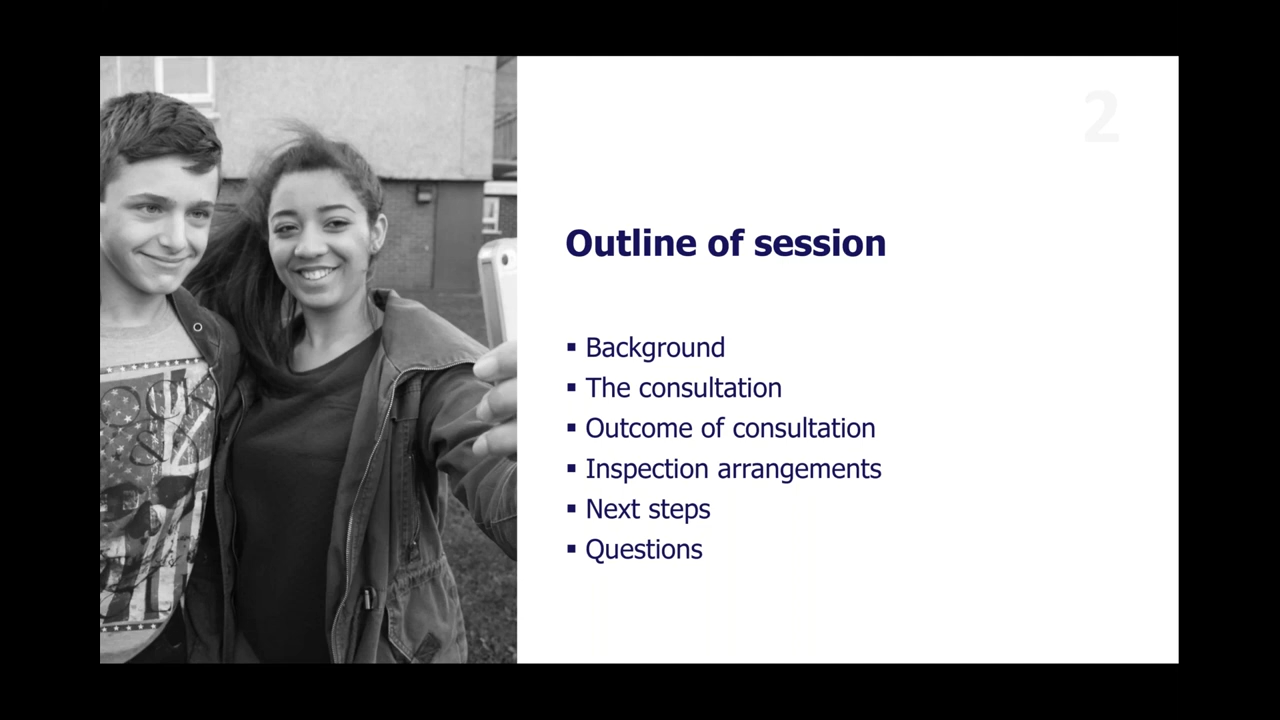 2
Outline of session
▪ Background
▪ The consultation
▪ Outcome of consultation
▪ Inspection arrangements
▪ Next steps
▪ Questions